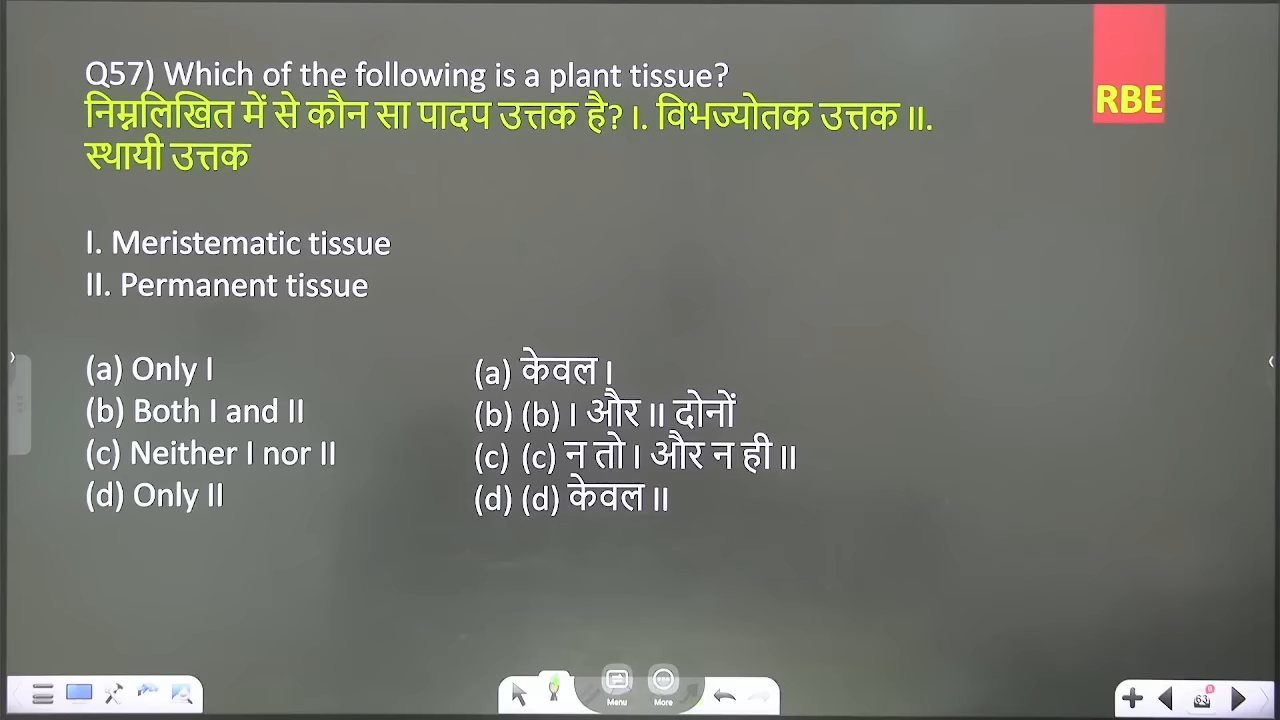 Q57) Which of the following is a plant tissue?
निम्नलिखित में से कौन सा पादप उत्तक है? I. विभज्योतक उत्तक II.
स्थायी उत्तक
RBE
I. Meristematic tissue
II. Permanent tissue
(a) Only I
(b) Both I and II
(c) Neither I nor II
(d) Only II
(a) केवल I
(b) (b) I और II दोनों
(c) (c) न तो I और न ही II
(d) (d) केवल II
Menu
More